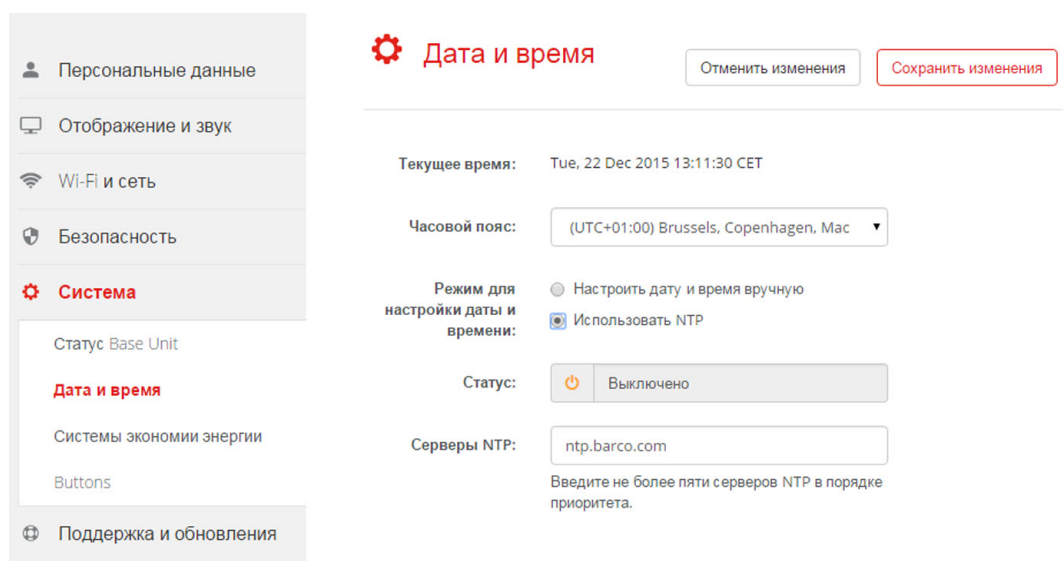 Персональные данные
Отображение и звук
Wi-Fi и сеть
Безопасность
Система
Статус Base Unit
Дата и время
Системы экономии энергии
Buttons
Поддержка и обновления
Дата и время
Отменить изменения
Сохранить изменения
Текущее время: Tue, 22 Dec 2015 13:11:30 CET
Часовой пояс: (UTC+01:00) Brussels, Copenhagen, Mac
Режим для
настройки даты и
времени:
Настроить дату и время вручную
Использовать NTP
Статус: Выключено
Серверы NTP: ntp.barco.com
Введите не более пяти серверов NTP в порядке
приоритета.